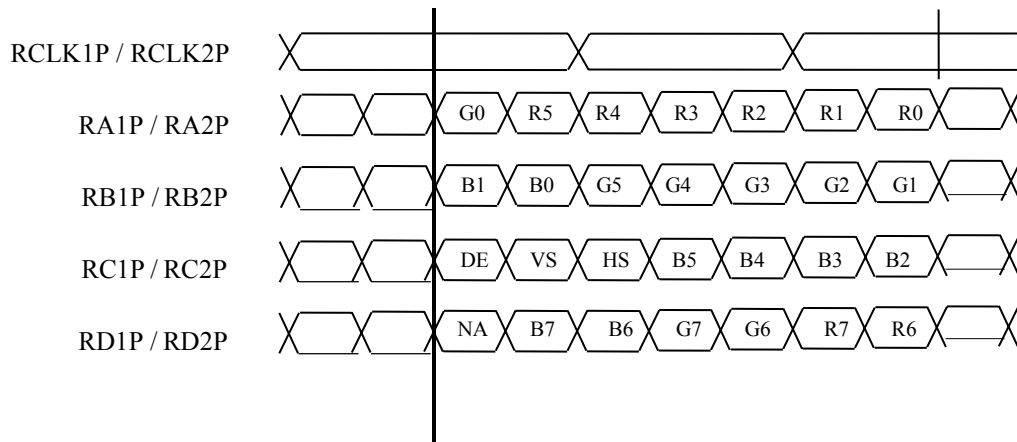 RCLK1P / RCLK2P
RA1P / RA2P G0 R5 R4 R3 R2 R1 R0
RB1P / RB2P B1 B0 G5 G4 G3 G2 G1
RC1P / RC2P DE VS HS B5 B4 B3 B2
RD1P / RD2P NA B7 B6 G7 G6 R7 R6